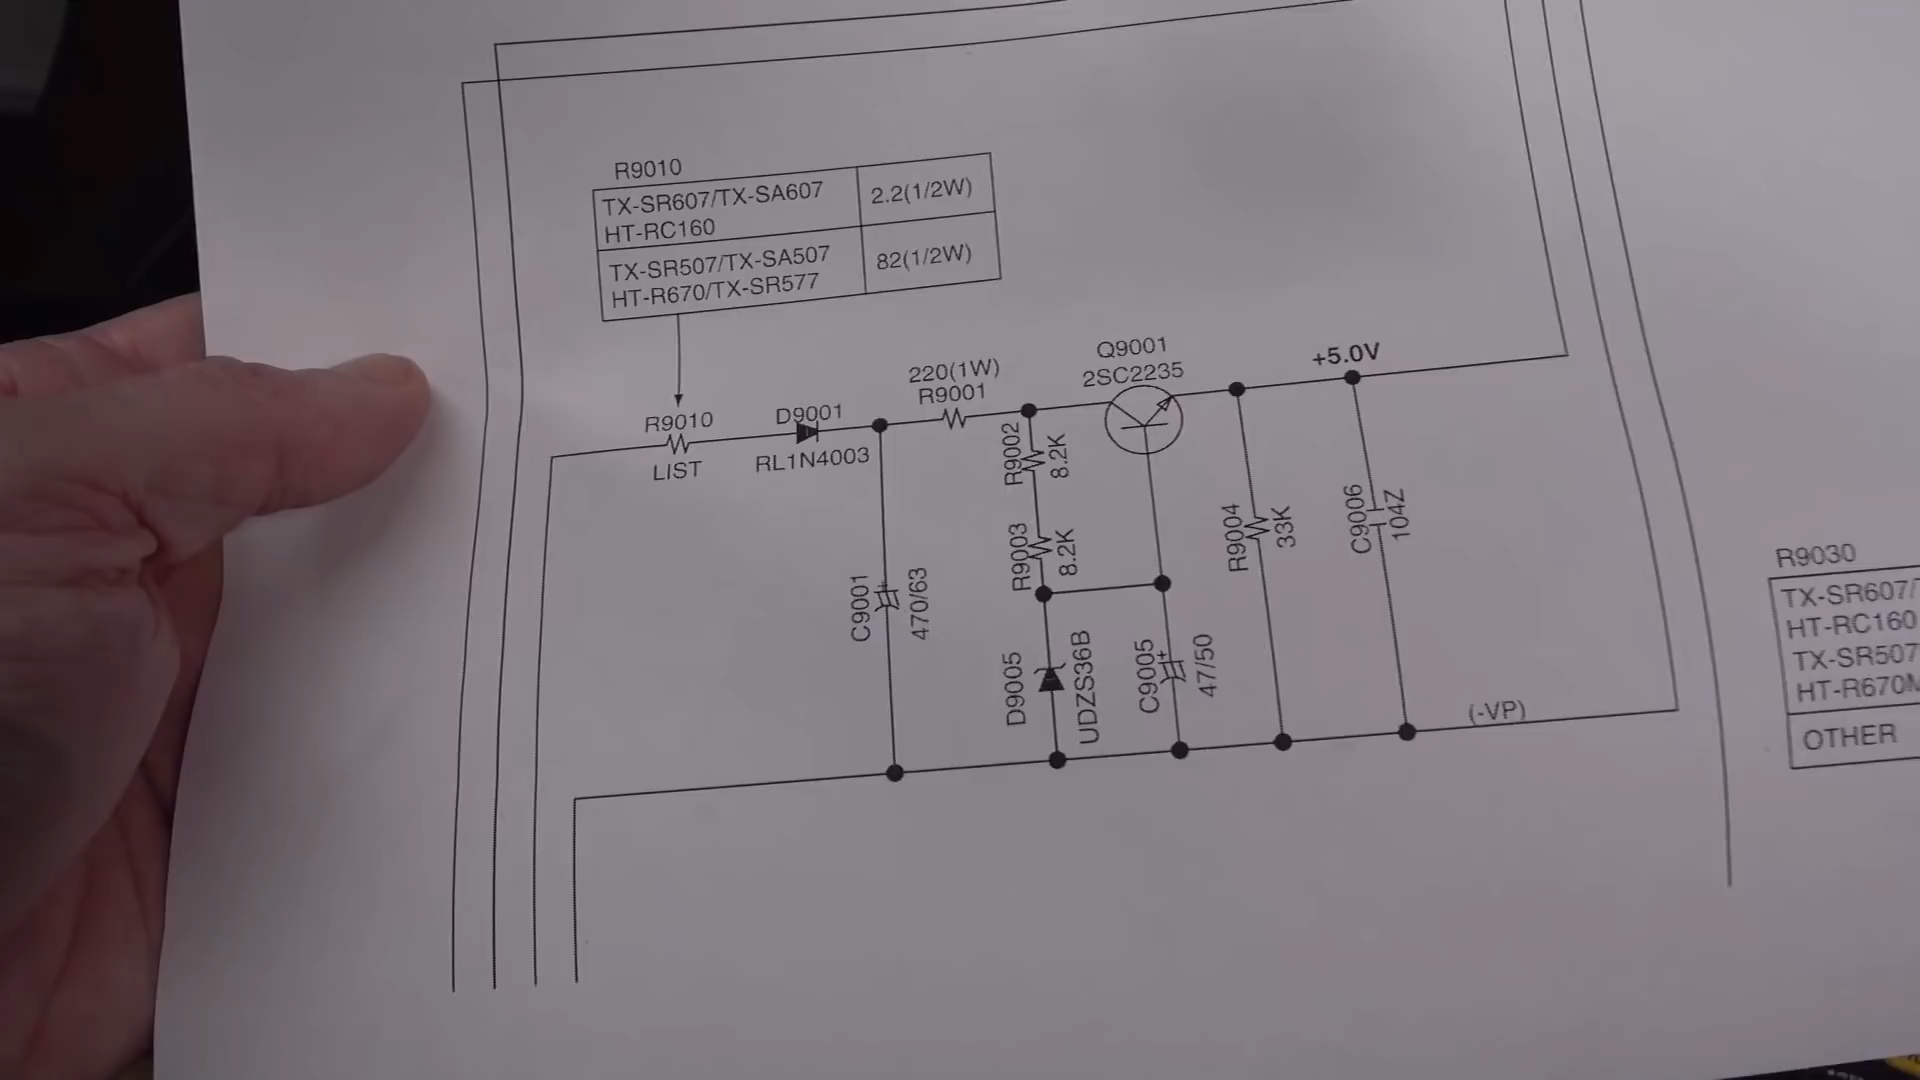 R9010
TX-SR607/TX-SA607
HT-RC160
2.2(1/2W)
TX-SR507/TX-SA507
HT-R670/TX-SR577
82(1/2W)
R9010
LIST
D9001
RL1N4003
220(1W)
R9001
Q9001
2SC2235
+5.0V
R9002
8.2K
R9003
8.2K
R9004
33K
C9006
104Z
C9001
+
470/63
D9005
UDZS36B
C9005
+
47/50
(-VP)
R9030
TX-SR607/
HT-RC160
TX-SR507
HT-R670
OTHER